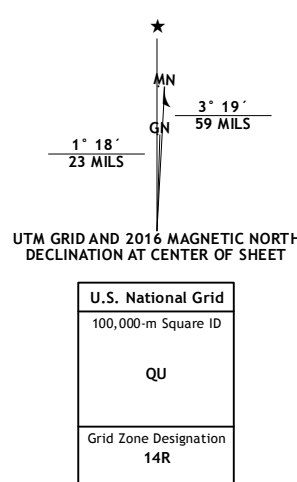 ★
MN
3° 19´
59 MILS
GN
1° 18´
23 MILS
UTM GRID AND 2016 MAGNETIC NORTH
DECLINATION AT CENTER OF SHEET
U.S. National Grid
100,000-m Square ID
QU
Grid Zone Designation
14R